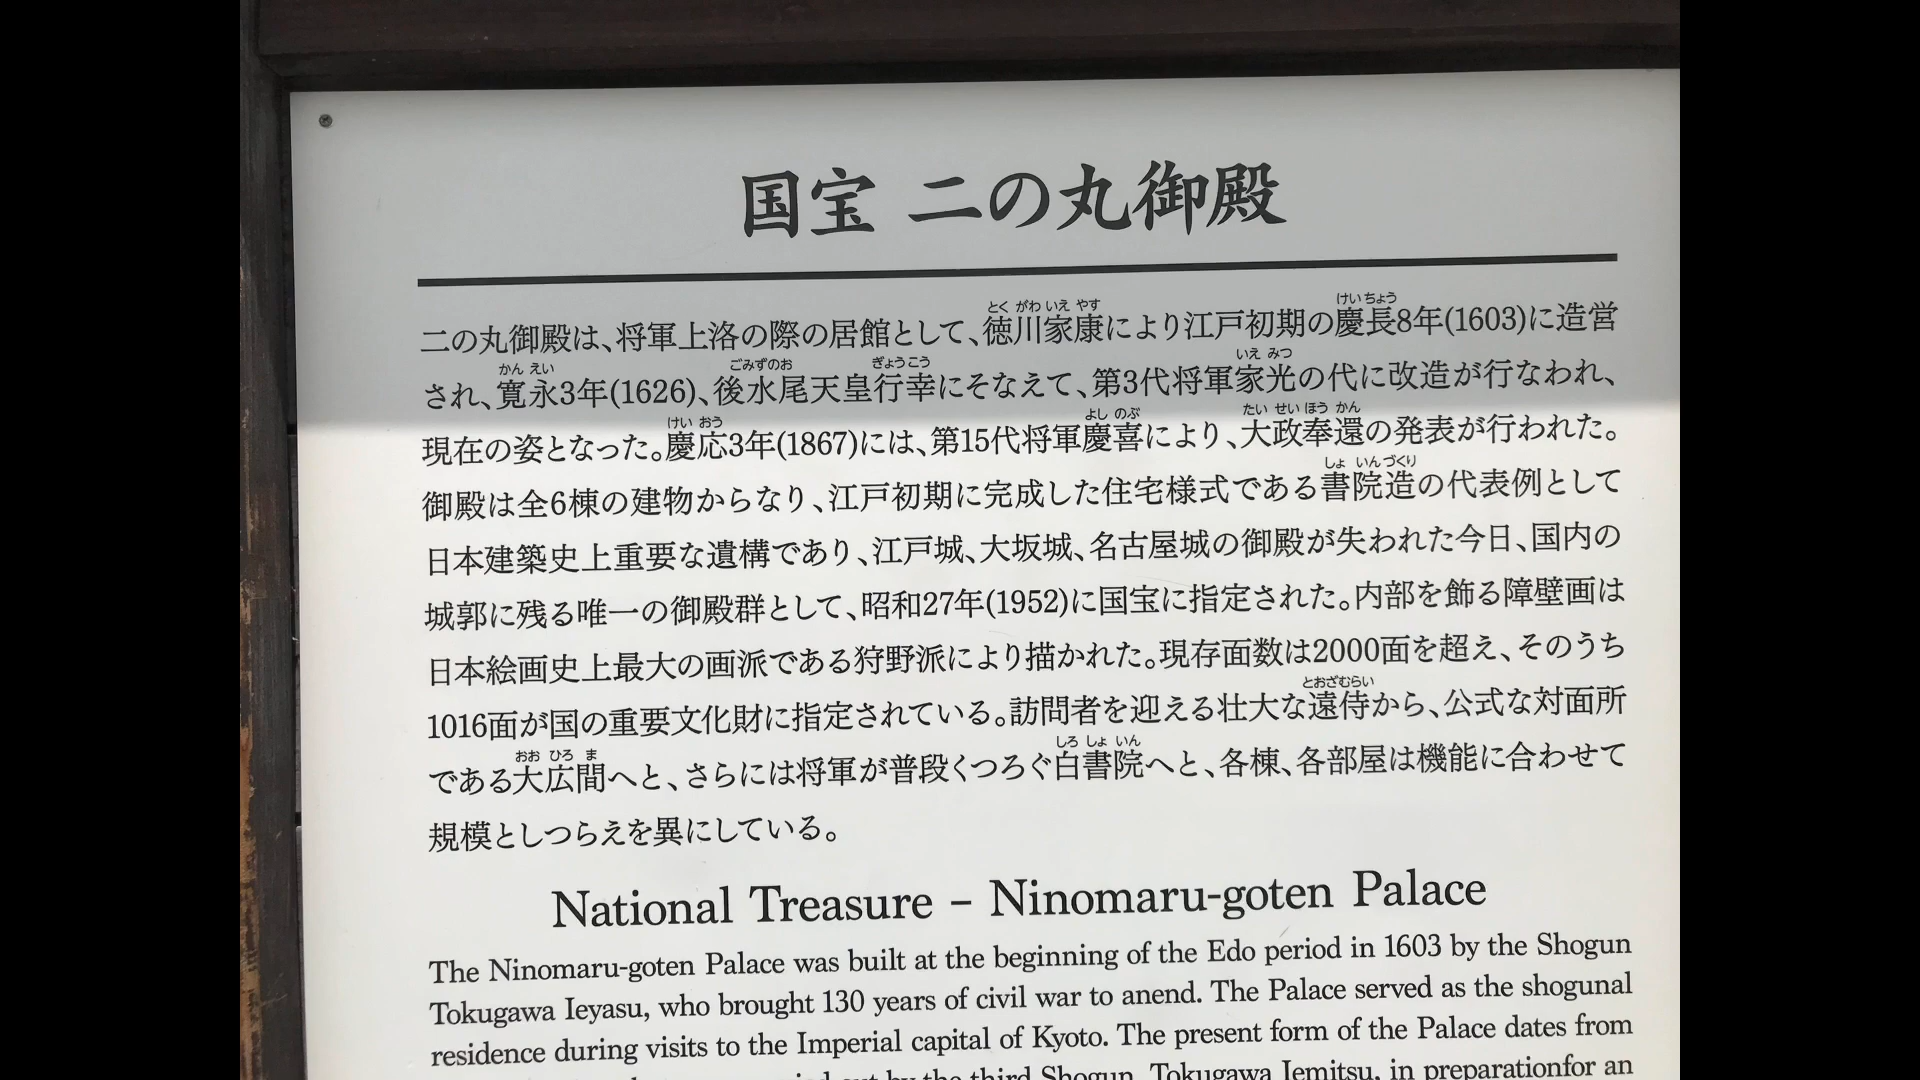 国宝 二の丸御殿
とく がわ いえ やす けいちょう
二の丸御殿は、将軍上洛の際の居館として、徳川家康により江戸初期の慶長8年(1603)に造営
かん えい ごみずのお ぎょうこう いえ みつ
され、寛永3年(1626)、後水尾天皇行幸にそなえて、第3代将軍家光の代に改造が行なわれ、
けい おう よし のぶ たい せい ほう かん
現在の姿となった。慶応3年(1867)には、第15代将軍慶喜により、大政奉還の発表が行われた。
しょ いんづくり
御殿は全6棟の建物からなり、江戸初期に完成した住宅様式である書院造の代表例として
日本建築史上重要な遺構であり、江戸城、大坂城、名古屋城の御殿が失われた今日、国内の
城郭に残る唯一の御殿群として、昭和27年(1952)に国宝に指定された。内部を飾る障壁画は
日本絵画史上最大の画派である狩野派により描かれた。現存面数は2000面を超え、そのうち
とおざむらい
1016面が国の重要文化財に指定されている。訪問者を迎える壮大な遠侍から、公式な対面所
おお ひろ ま しろ しょ いん
である大広間へと、さらには将軍が普段くつろぐ白書院へと、各棟、各部屋は機能に合わせて
規模としつらえを異にしている。
National Treasure – Ninomaru-goten Palace
The Ninomaru-goten Palace was built at the beginning of the Edo period in 1603 by the Shogun
Tokugawa Ieyasu, who brought 130 years of civil war to anend. The Palace served as the shogunal
residence during visits to the Imperial capital of Kyoto. The present form of the Palace dates from
out by the third Shogun, Tokugawa Iemitsu, in preparationfor an